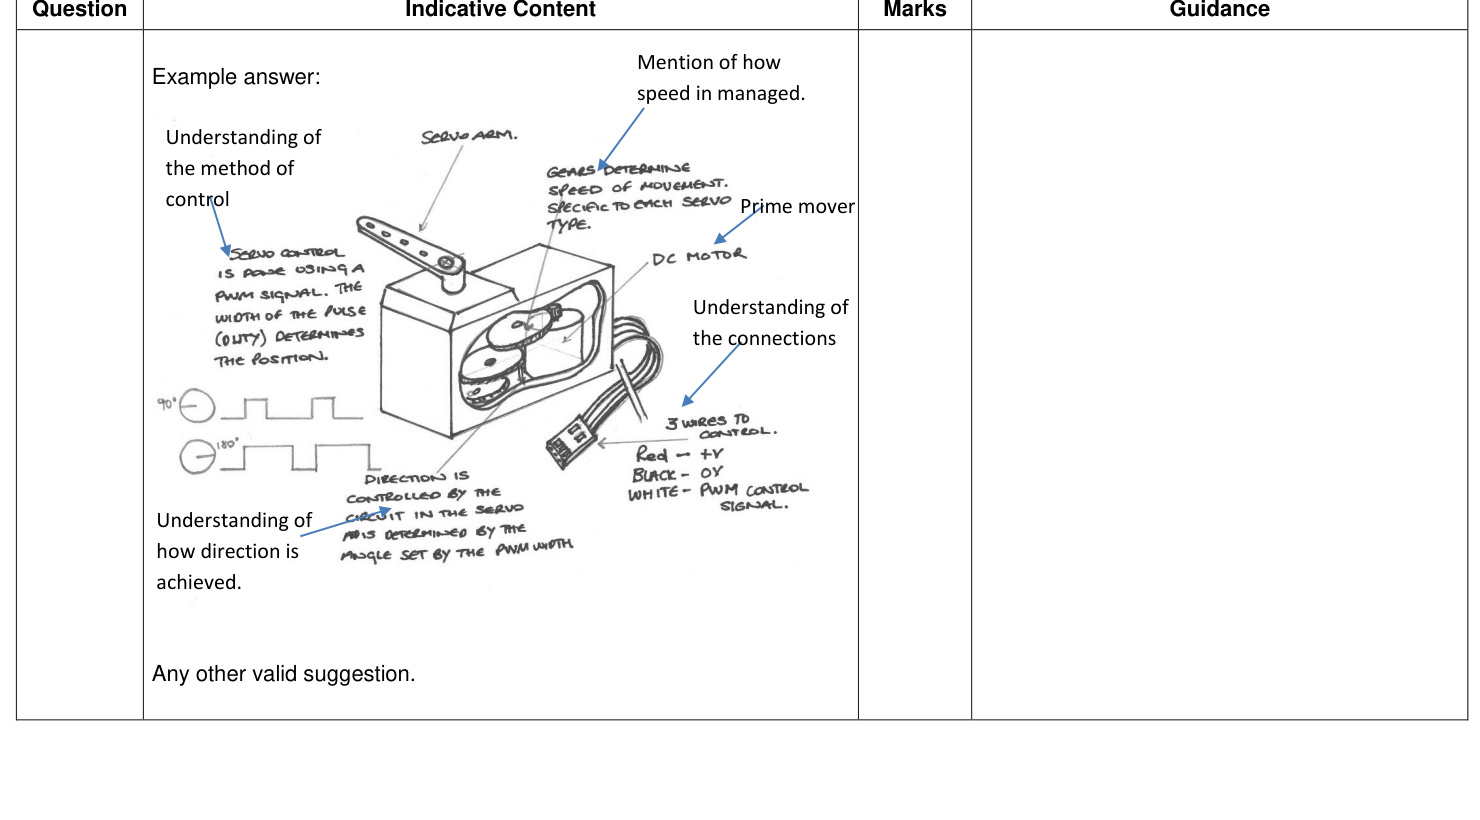 Question Indicative Content Marks Guidance
Example answer:
Mention of how
speed in managed.
Understanding of
the method of
control
SERVO ARM.
GEARS DETERMINE
SPEED OF MOVEMENT.
SPECIFIC TO EACH SERVO
TYPE.
Prime mover
DC MOTOR
SERVO CONTROL
IS DONE USING A
PWM SIGNAL. THE
WIDTH OF THE PULSE
(DUTY) DETERMINES
THE POSITION.
Understanding of
the connections
90°
180°
3 WIRES TO
CONTROL.
Red – +V
BLACK – 0V
WHITE – PWM CONTROL
SIGNAL.
DIRECTION IS
CONTROLLED BY THE
CIRCUIT IN THE SERVO
IS DETERMINED BY THE
ANGLE SET BY THE PWM WIDTH
Understanding of
how direction is
achieved.
Any other valid suggestion.